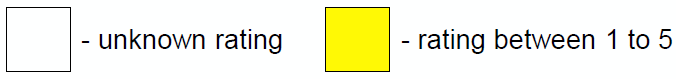 - unknown rating - rating between 1 to 5